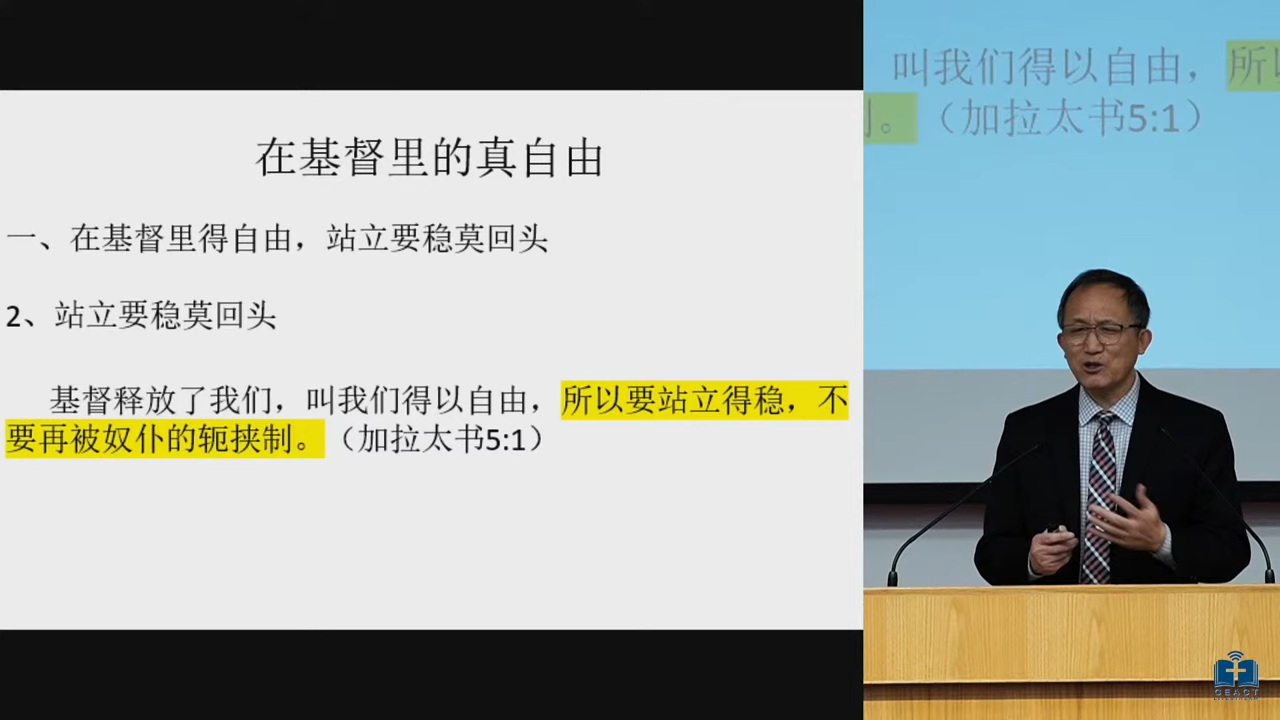 在基督里的真自由
一、在基督里得自由，站立要稳莫回头
2、站立要稳莫回头
基督释放了我们，叫我们得以自由，所以要站立得稳，不
要再被奴仆的轭挟制。（加拉太书5:1）
叫我们得以自由，所以
制。（加拉太书5:1）
CEACT